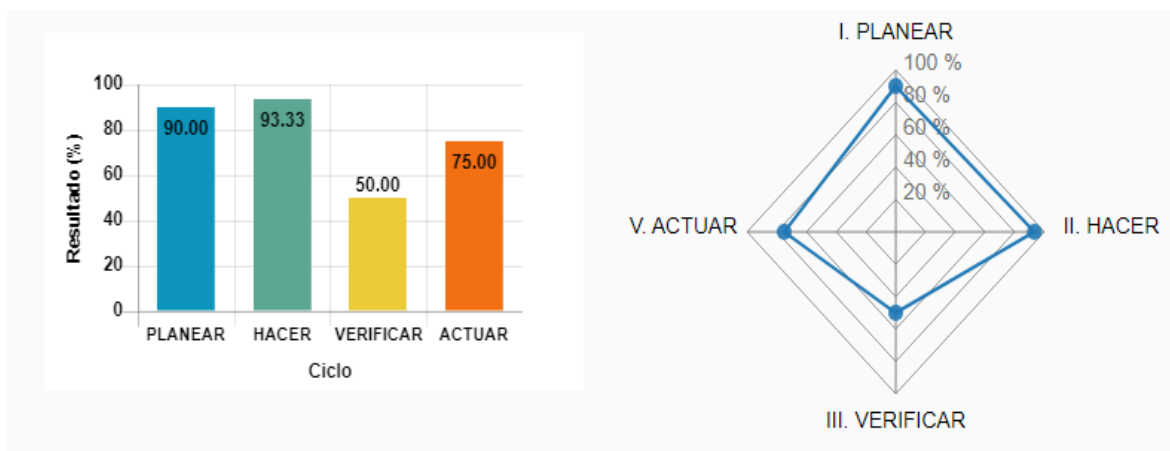 100
80
60
40
20
0
Resultado (%)
90.00
93.33
50.00
75.00
PLANEAR
HACER
VERIFICAR
ACTUAR
Ciclo
I. PLANEAR
100 %
80 %
60 %
40 %
20 %
V. ACTUAR
II. HACER
III. VERIFICAR